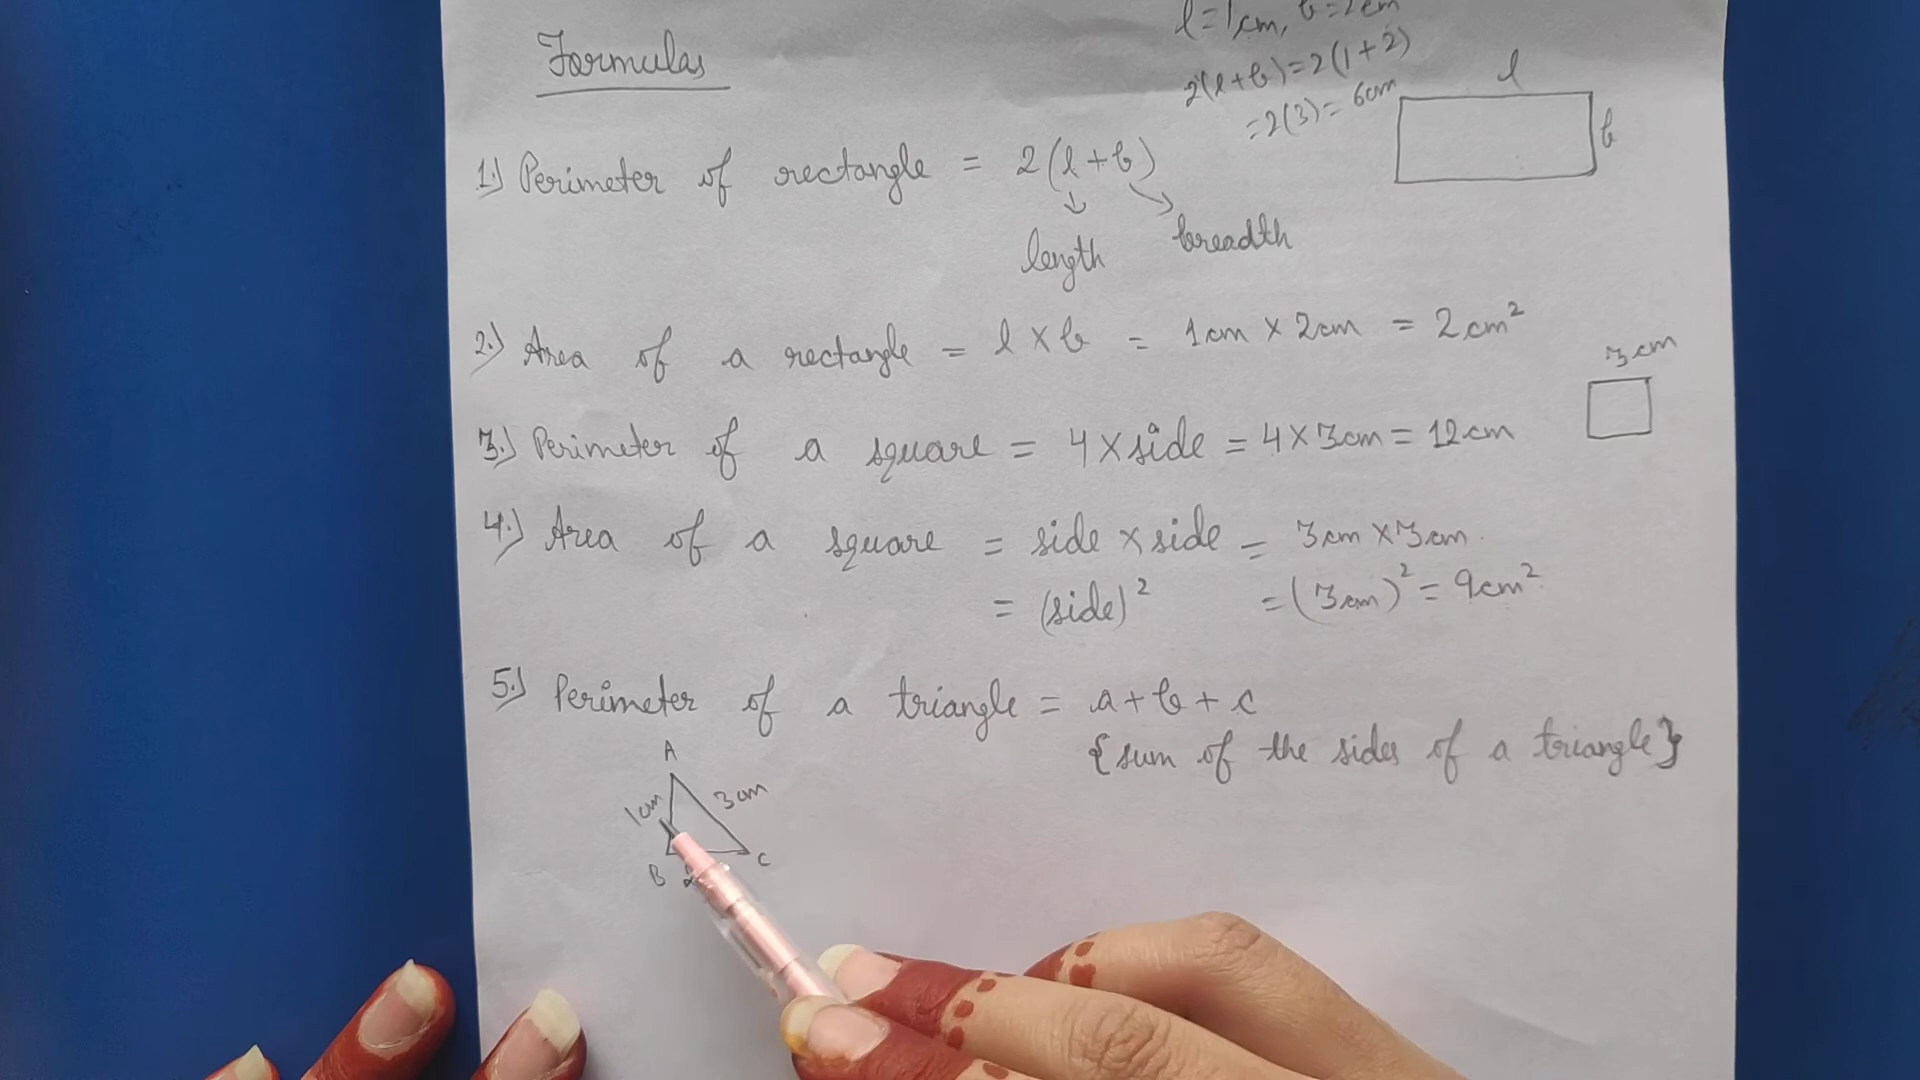 Formulas
l=1cm, b=2cm
2(l+b)=2(1+2)
=2(3)=6cm
l
b
1.) Perimeter of rectangle = 2(l+b)
length
breadth
2.) Area of a rectangle = l×b = 1cm × 2cm = 2cm²
3cm
3.) Perimeter of a square = 4×side = 4×3cm = 12cm
4.) Area of a square = side × side = 3cm × 3cm
= (side)² = (3cm)² = 9cm²
5.) Perimeter of a triangle = a+b+c
{sum of the sides of a triangle}
A
1cm 3cm
B C